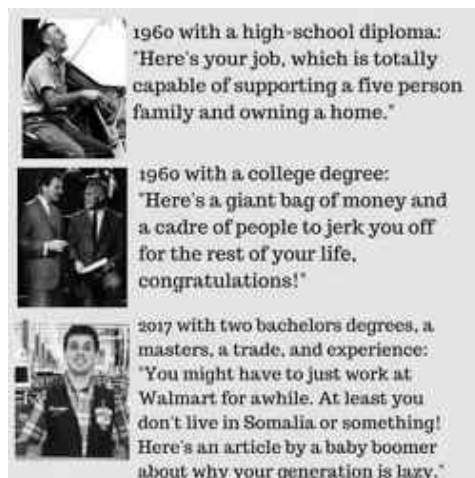 1960 with a high-school diploma:
"Here's your job, which is totally
capable of supporting a five person
family and owning a home."
1960 with a college degree:
"Here's a giant bag of money and
a cadre of people to jerk you off
for the rest of your life,
congratulations!"
2017 with two bachelors degrees, a
masters, a trade, and experience:
"You might have to just work at
Walmart for awhile. At least you
don't live in Somalia or something!
Here's an article by a baby boomer
about why your generation is lazy."